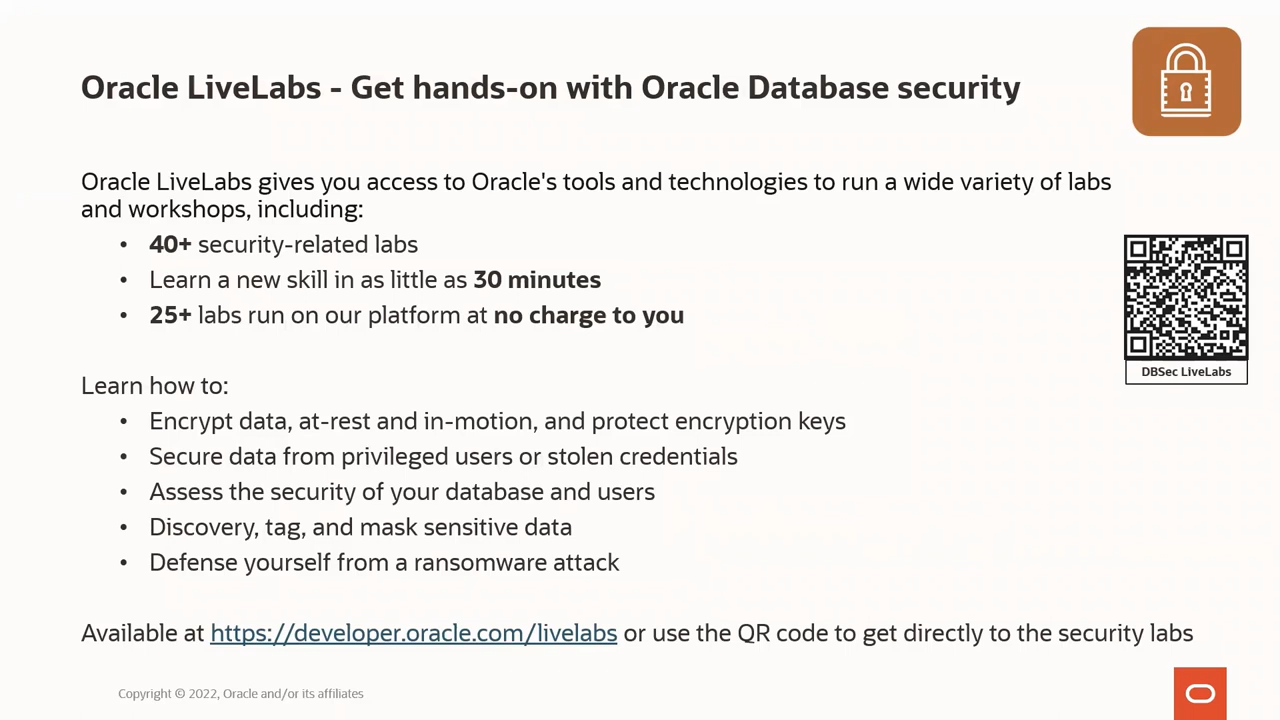 Oracle LiveLabs - Get hands-on with Oracle Database security
Oracle LiveLabs gives you access to Oracle's tools and technologies to run a wide variety of labs
and workshops, including:
• 40+ security-related labs
• Learn a new skill in as little as 30 minutes
• 25+ labs run on our platform at no charge to you
DBSec LiveLabs
Learn how to:
• Encrypt data, at-rest and in-motion, and protect encryption keys
• Secure data from privileged users or stolen credentials
• Assess the security of your database and users
• Discovery, tag, and mask sensitive data
• Defense yourself from a ransomware attack
Available at https://developer.oracle.com/livelabs or use the QR code to get directly to the security labs
Copyright © 2022, Oracle and/or its affiliates